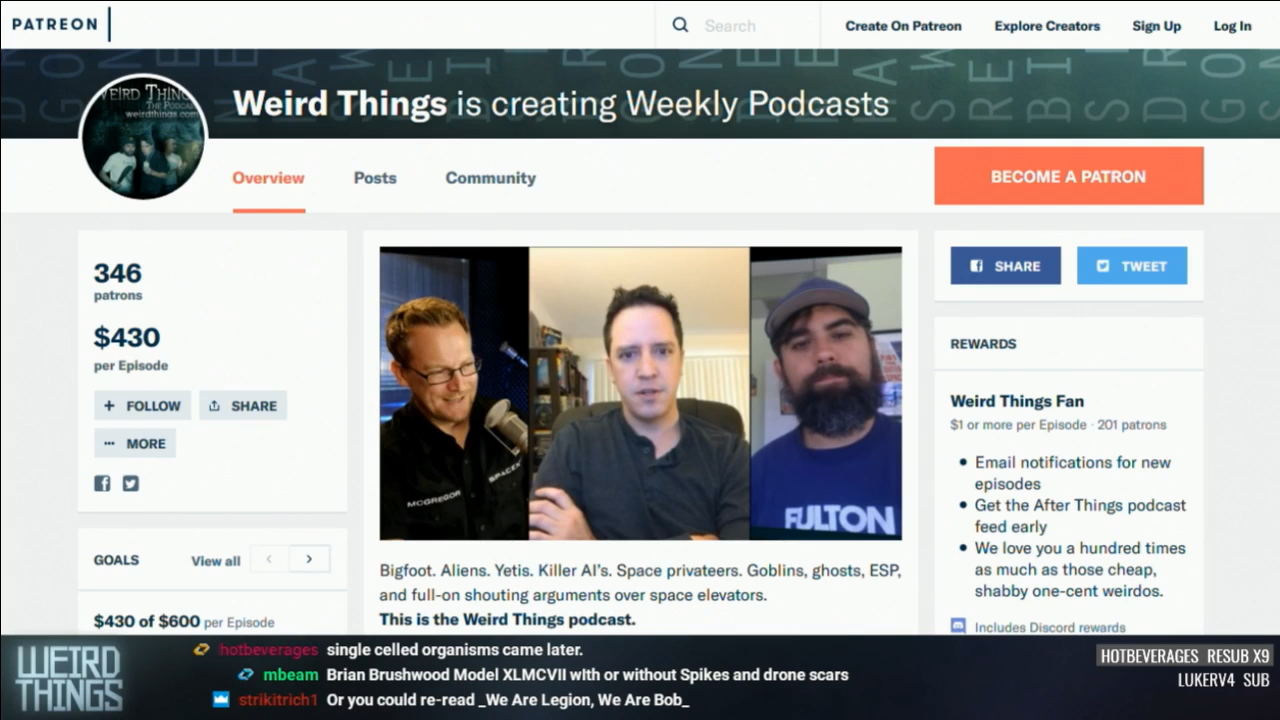 PATREON
Search
Create On Patreon
Explore Creators
Sign Up
Log In
WEIRD THINGS
THE PODCAST
weirdthings.com
Weird Things is creating Weekly Podcasts
Overview
Posts
Community
BECOME A PATRON
346
patrons
$430
per Episode
+ FOLLOW
SHARE
··· MORE
GOALS
View all
$430 of $600 per Episode
MCGREGOR
SPACEX
FULTON
Bigfoot. Aliens. Yetis. Killer AI's. Space privateers. Goblins, ghosts, ESP,
and full-on shouting arguments over space elevators.
This is the Weird Things podcast.
SHARE
TWEET
REWARDS
Weird Things Fan
$1 or more per Episode · 201 patrons
• Email notifications for new
episodes
• Get the After Things podcast
feed early
• We love you a hundred times
as much as those cheap,
shabby one-cent weirdos.
Includes Discord rewards
WEIRD
THINGS
hotbeverages single celled organisms came later.
mbeam Brian Brushwood Model XLMCVII wIth or without Spikes and drone scars
strikitrich1 Or you could re-read _We Are Legion, We Are Bob_
HOTBEVERAGES RESUB X9
LUKERV4 SUB